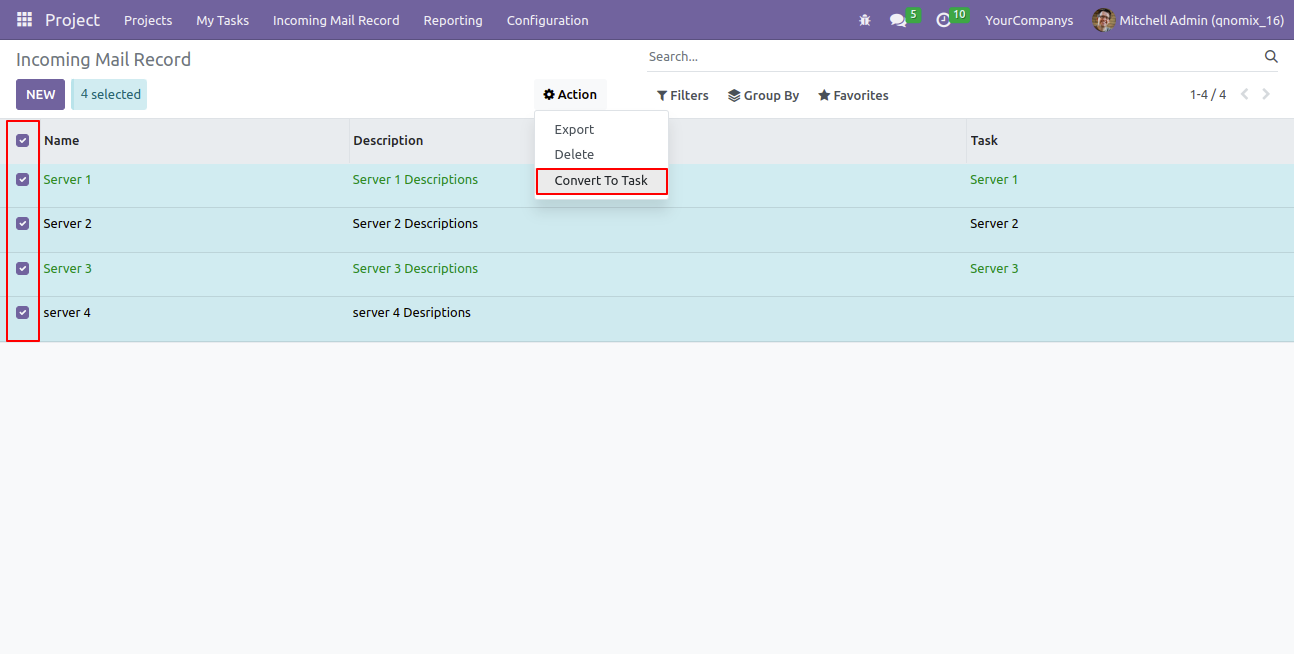 Project Projects My Tasks Incoming Mail Record Reporting Configuration 5 10 YourCompanys Mitchell Admin (qnomix_16)
Incoming Mail Record Search...
NEW 4 selected Action Filters Group By Favorites 1-4 / 4
Export
Name Description Task
Delete
Server 1 Server 1 Descriptions Convert To Task Server 1
Server 2 Server 2 Descriptions Server 2
Server 3 Server 3 Descriptions Server 3
server 4 server 4 Desriptions